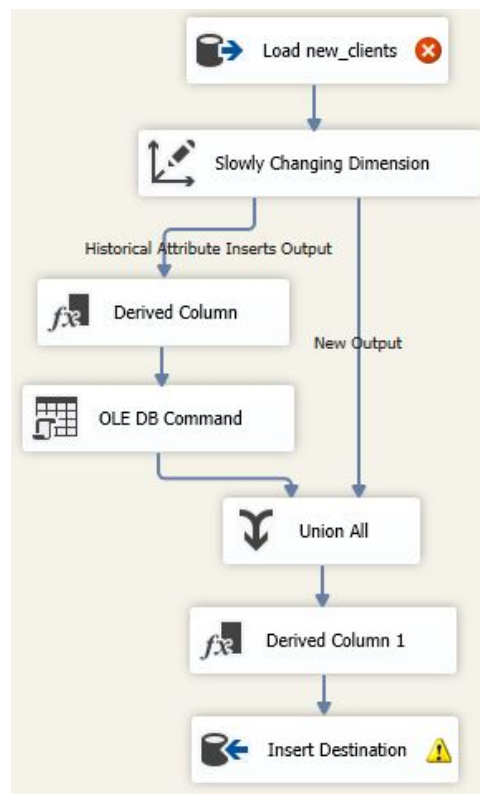 Load new_clients
Slowly Changing Dimension
Historical Attribute Inserts Output
Derived Column
New Output
OLE DB Command
Union All
Derived Column 1
Insert Destination